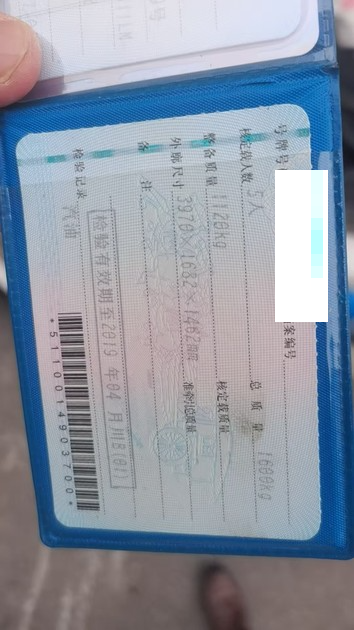 号牌号
案编号
核定载人数 5人
总质量 1600kg
整备质量 1120kg
核定载质量
外廓尺寸 3970×1682×1462mm
准牵引总质量
备注
检验有效期至2019年04月川B(01)
检验记录
汽油
*5110014903700*